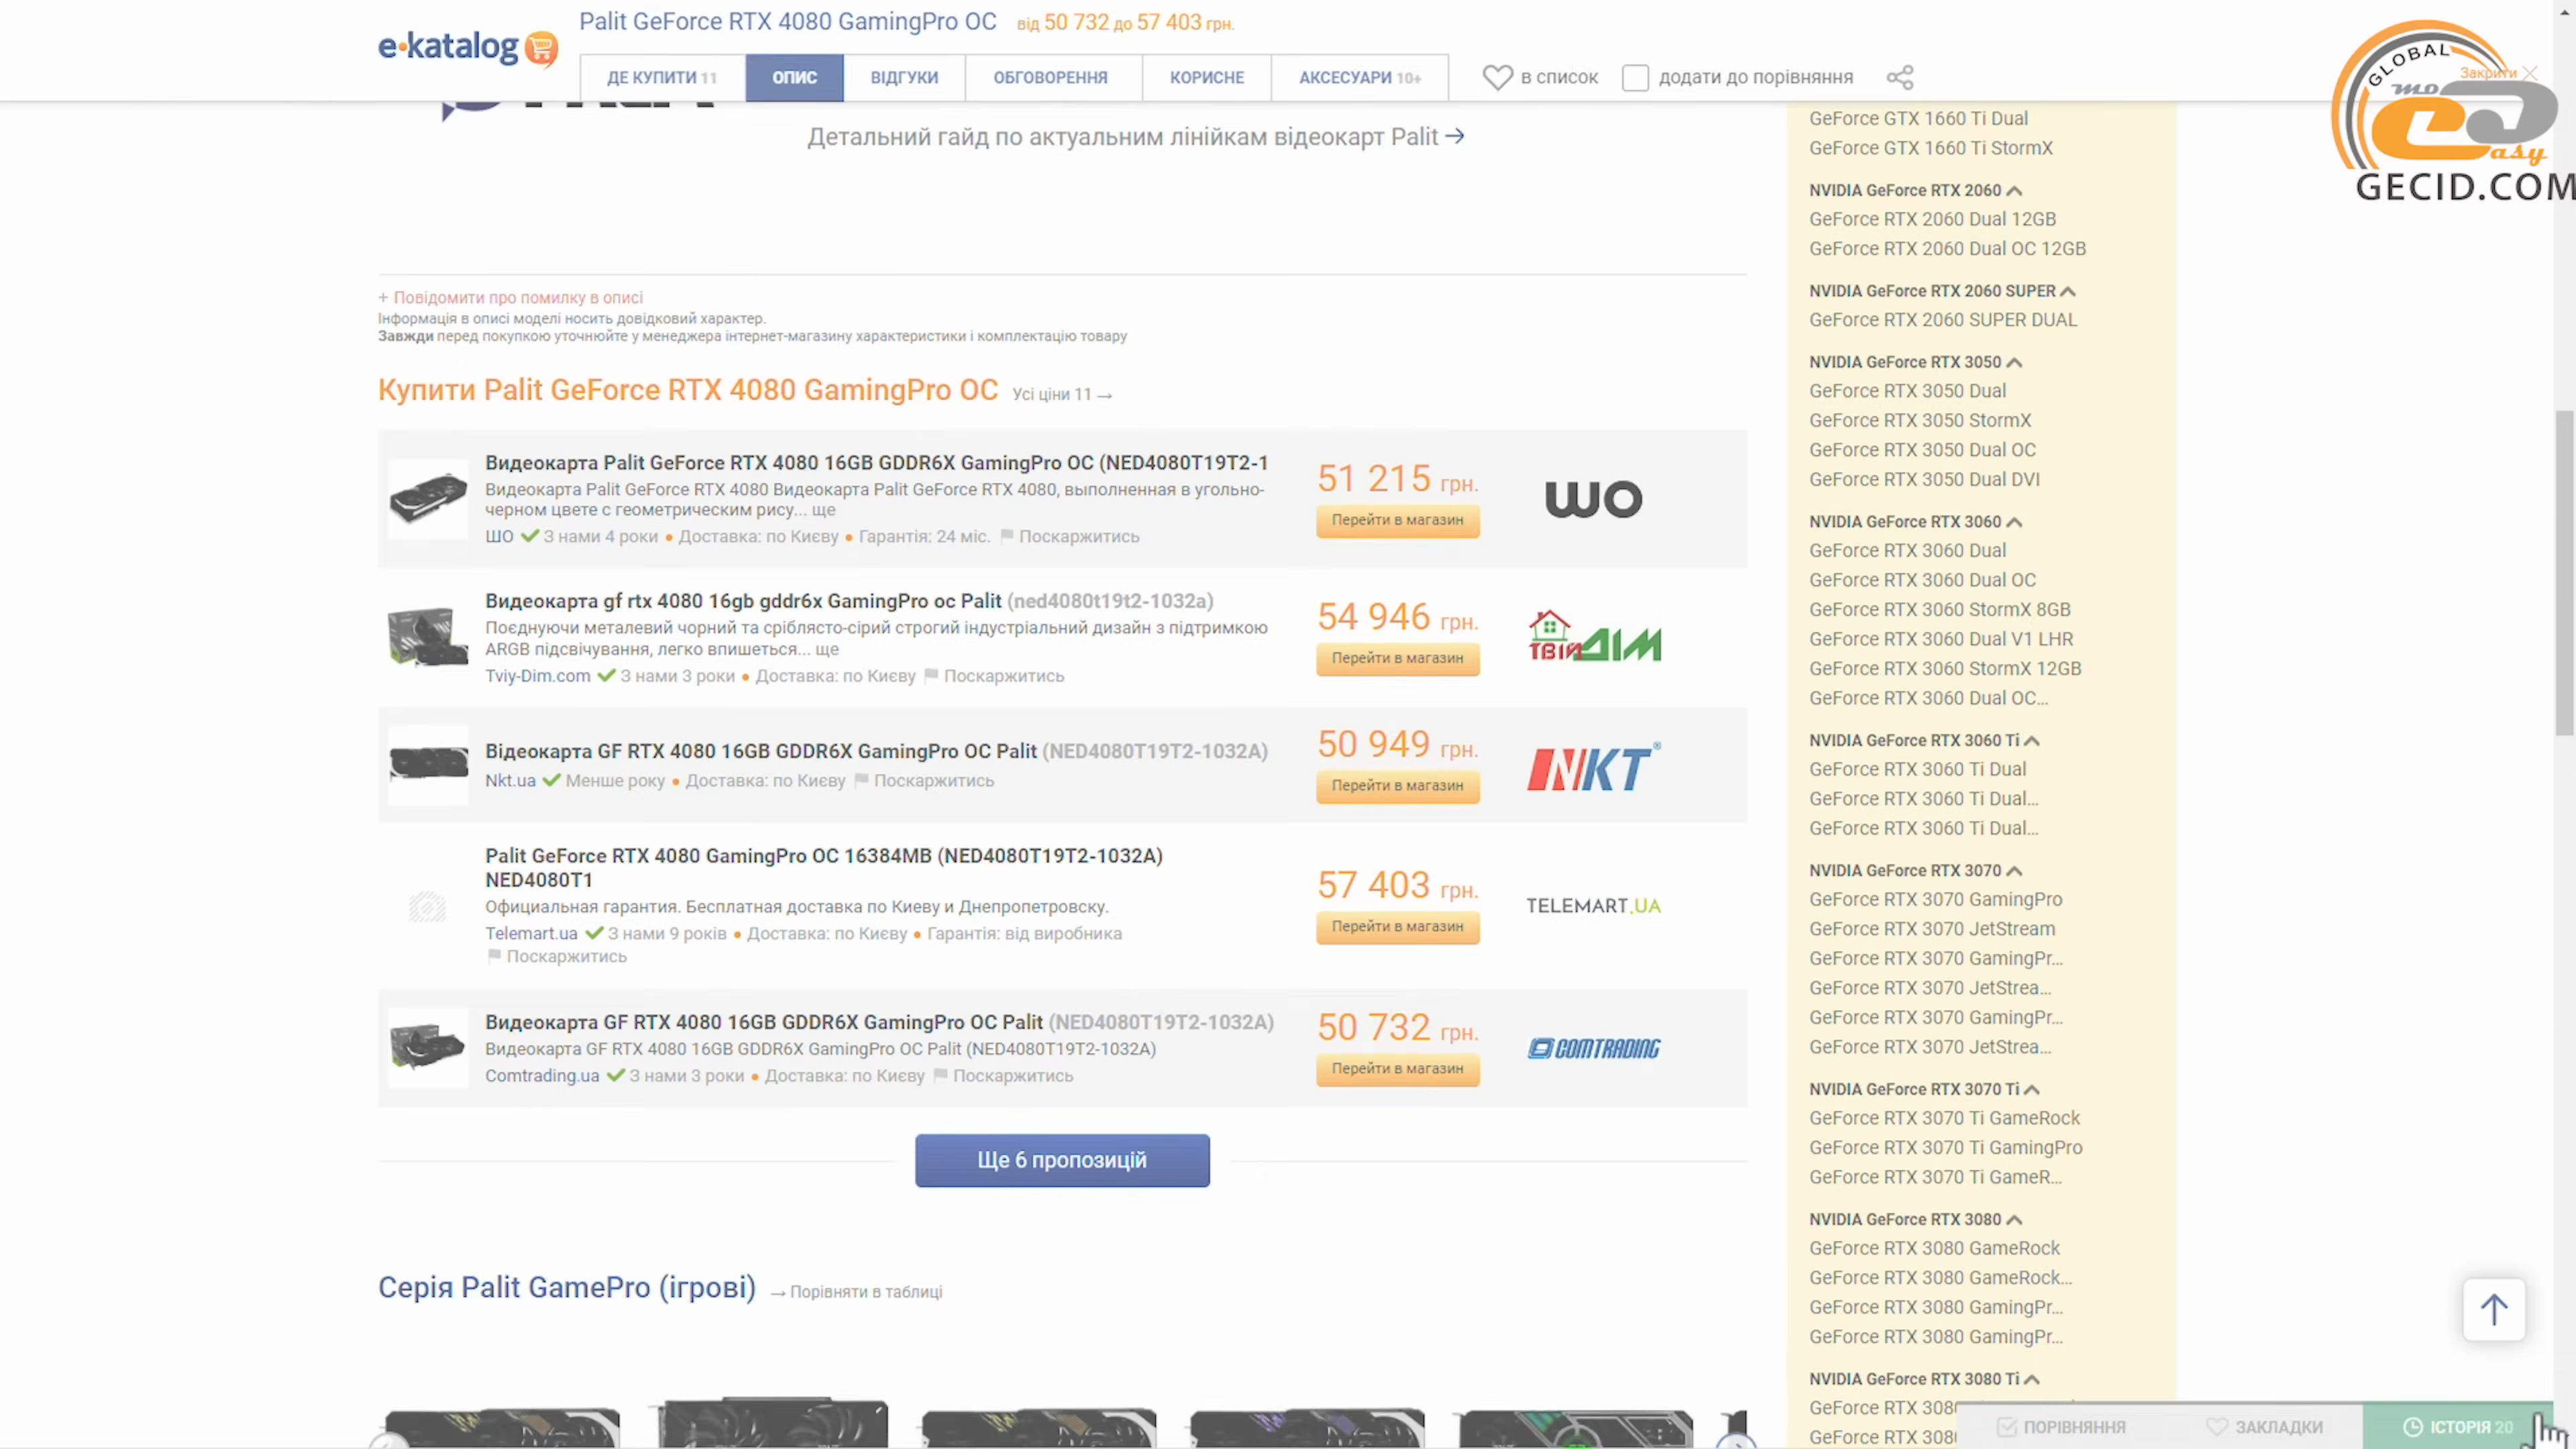 e·katalog
Palit GeForce RTX 4080 GamingPro OC від 50 732 до 57 403 грн.
ДЕ КУПИТИ 11
ОПИС
ВІДГУКИ
ОБГОВОРЕННЯ
КОРИСНЕ
АКСЕСУАРИ 10+
в список
додати до порівняння
GLOBAL
Закрити
mo
asy
GECID.COM
Детальний гайд по актуальним лінійкам відеокарт Palit →
+ Повідомити про помилку в описі
Інформація в описі моделі носить довідковий характер.
Завжди перед покупкою уточнюйте у менеджера інтернет-магазину характеристики і комплектацію товару
Купити Palit GeForce RTX 4080 GamingPro OC Усі ціни 11 →
Видеокарта Palit GeForce RTX 4080 16GB GDDR6X GamingPro OC (NED4080T19T2-1
Видеокарта Palit GeForce RTX 4080 Видеокарта Palit GeForce RTX 4080, выполненная в угольно-
черном цвете с геометрическим рису... ще
ШО З нами 4 роки • Доставка: по Києву • Гарантія: 24 міс. Поскаржитись
51 215 грн.
Перейти в магазин
ШО
Видеокарта gf rtx 4080 16gb gddr6x GamingPro oc Palit (ned4080t19t2-1032a)
Поєднуючи металевий чорний та сріблясто-сірий строгий індустріальний дизайн з підтримкою
ARGB підсвічування, легко впишеться... ще
Tviy-Dim.com З нами 3 роки • Доставка: по Києву Поскаржитись
54 946 грн.
Перейти в магазин
ТВІЙ ДІМ
Відеокарта GF RTX 4080 16GB GDDR6X GamingPro OC Palit (NED4080T19T2-1032A)
Nkt.ua Менше року • Доставка: по Києву Поскаржитись
50 949 грн.
Перейти в магазин
NKT®
Palit GeForce RTX 4080 GamingPro OC 16384MB (NED4080T19T2-1032A)
NED4080T1
Официальная гарантия. Бесплатная доставка по Киеву и Днепропетровску.
Telemart.ua З нами 9 років • Доставка: по Києву • Гарантія: від виробника
Поскаржитись
57 403 грн.
Перейти в магазин
TELEMART.UA
Видеокарта GF RTX 4080 16GB GDDR6X GamingPro OC Palit (NED4080T19T2-1032A)
Видеокарта GF RTX 4080 16GB GDDR6X GamingPro OC Palit (NED4080T19T2-1032A)
Comtrading.ua З нами 3 роки • Доставка: по Києву Поскаржитись
50 732 грн.
Перейти в магазин
COMTRADING
Ще 6 пропозицій
Серія Palit GamePro (ігрові) → Порівняти в таблиці
GeForce GTX 1660 Ti Dual
GeForce GTX 1660 Ti StormX
NVIDIA GeForce RTX 2060
GeForce RTX 2060 Dual 12GB
GeForce RTX 2060 Dual OC 12GB
NVIDIA GeForce RTX 2060 SUPER
GeForce RTX 2060 SUPER DUAL
NVIDIA GeForce RTX 3050
GeForce RTX 3050 Dual
GeForce RTX 3050 StormX
GeForce RTX 3050 Dual OC
GeForce RTX 3050 Dual DVI
NVIDIA GeForce RTX 3060
GeForce RTX 3060 Dual
GeForce RTX 3060 Dual OC
GeForce RTX 3060 StormX 8GB
GeForce RTX 3060 Dual V1 LHR
GeForce RTX 3060 StormX 12GB
GeForce RTX 3060 Dual OC...
NVIDIA GeForce RTX 3060 Ti
GeForce RTX 3060 Ti Dual
GeForce RTX 3060 Ti Dual...
GeForce RTX 3060 Ti Dual...
NVIDIA GeForce RTX 3070
GeForce RTX 3070 GamingPro
GeForce RTX 3070 JetStream
GeForce RTX 3070 GamingPr...
GeForce RTX 3070 JetStrea...
GeForce RTX 3070 GamingPr...
GeForce RTX 3070 JetStrea...
NVIDIA GeForce RTX 3070 Ti
GeForce RTX 3070 Ti GameRock
GeForce RTX 3070 Ti GamingPro
GeForce RTX 3070 Ti GameR...
NVIDIA GeForce RTX 3080
GeForce RTX 3080 GameRock
GeForce RTX 3080 GameRock...
GeForce RTX 3080 GamingPr...
GeForce RTX 3080 GamingPr...
NVIDIA GeForce RTX 3080 Ti
GeForce RTX 308
GeForce RTX 308
ПОРІВНЯННЯ
ЗАКЛАДКИ
ІСТОРІЯ 20